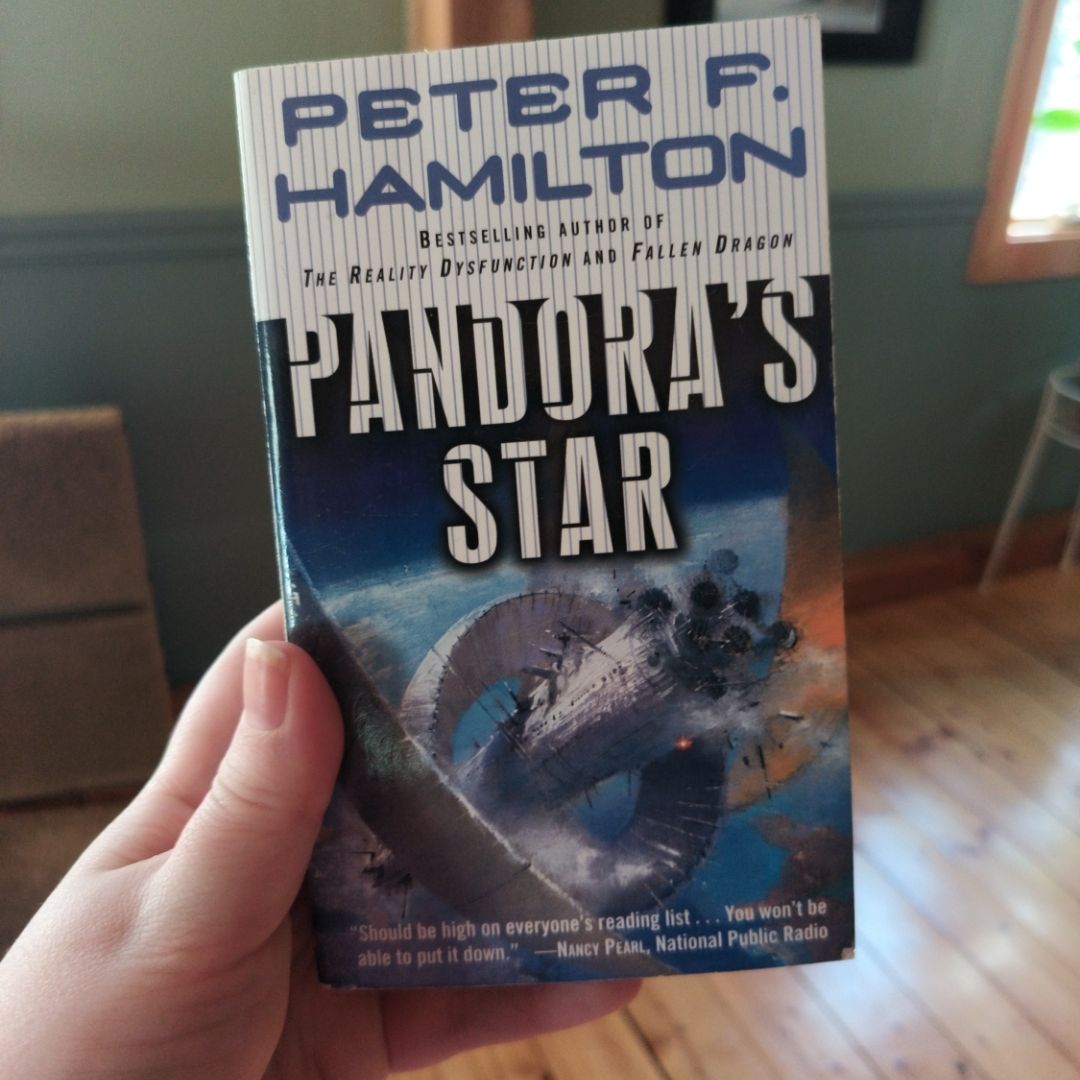 PETER F.
HAMILTON
BESTSELLING AUTHOR OF
THE REALITY DYSFUNCTION AND FALLEN DRAGON
PANDORA'S
STAR
"Should be high on everyone's reading list . . . You won't be
able to put it down." —NANCY PEARL, National Public Radio